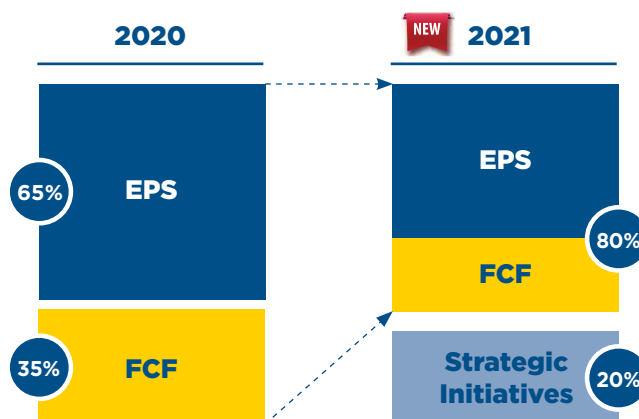 2020
NEW
2021
65%
EPS
35%
FCF
EPS
80%
FCF
Strategic
Initiatives
20%